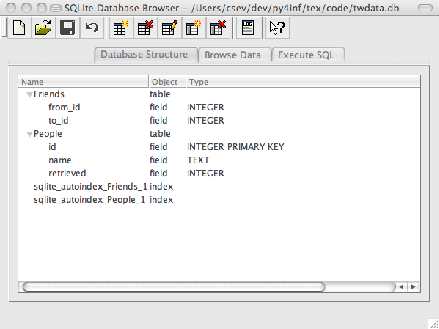 SQLite Database Browser - /Users/csev/dev/py4inf/tex/code/twdata.db
Database Structure Browse Data Execute SQL
Name Object Type
Friends table
from_id field INTEGER
to_id field INTEGER
People table
id field INTEGER PRIMARY KEY
name field TEXT
retrieved field INTEGER
sqlite_autoindex_Friends_1 index
sqlite_autoindex_People_1 index